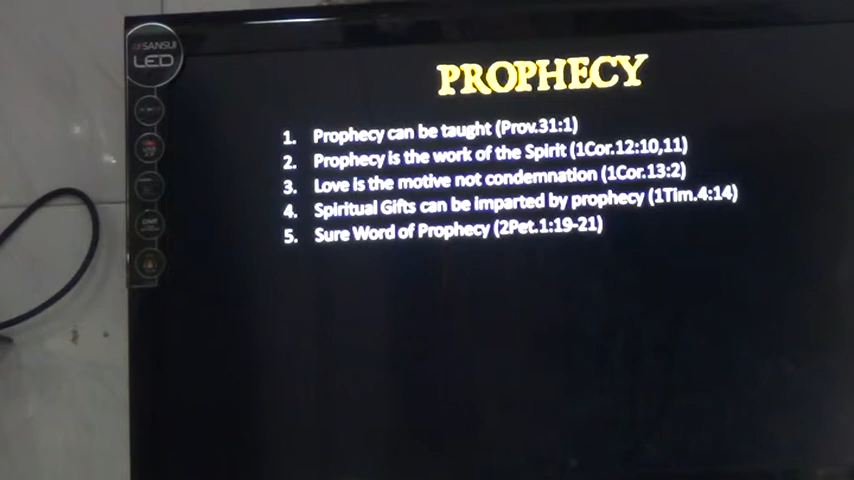 SANSUI
LED
PROPHECY
1. Prophecy can be taught (Prov.31:1)
2. Prophecy is the work of the Spirit (1Cor.12:10,11)
3. Love is the motive not condemnation (1Cor.13:2)
4. Spiritual Gifts can be imparted by prophecy (1Tim.4:14)
5. Sure Word of Prophecy (2Pet.1:19-21)